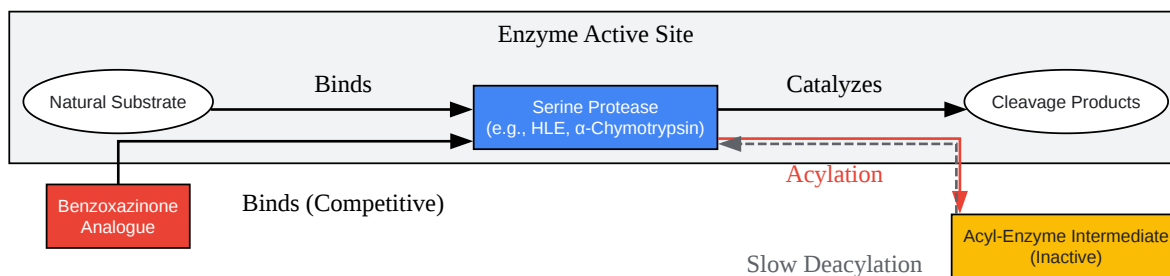 Enzyme Active Site
Natural Substrate
Binds
Serine Protease
(e.g., HLE, α-Chymotrypsin)
Catalyzes
Cleavage Products
Benzoxazinone
Analogue
Binds (Competitive)
Acylation
Slow Deacylation
Acyl-Enzyme Intermediate
(Inactive)